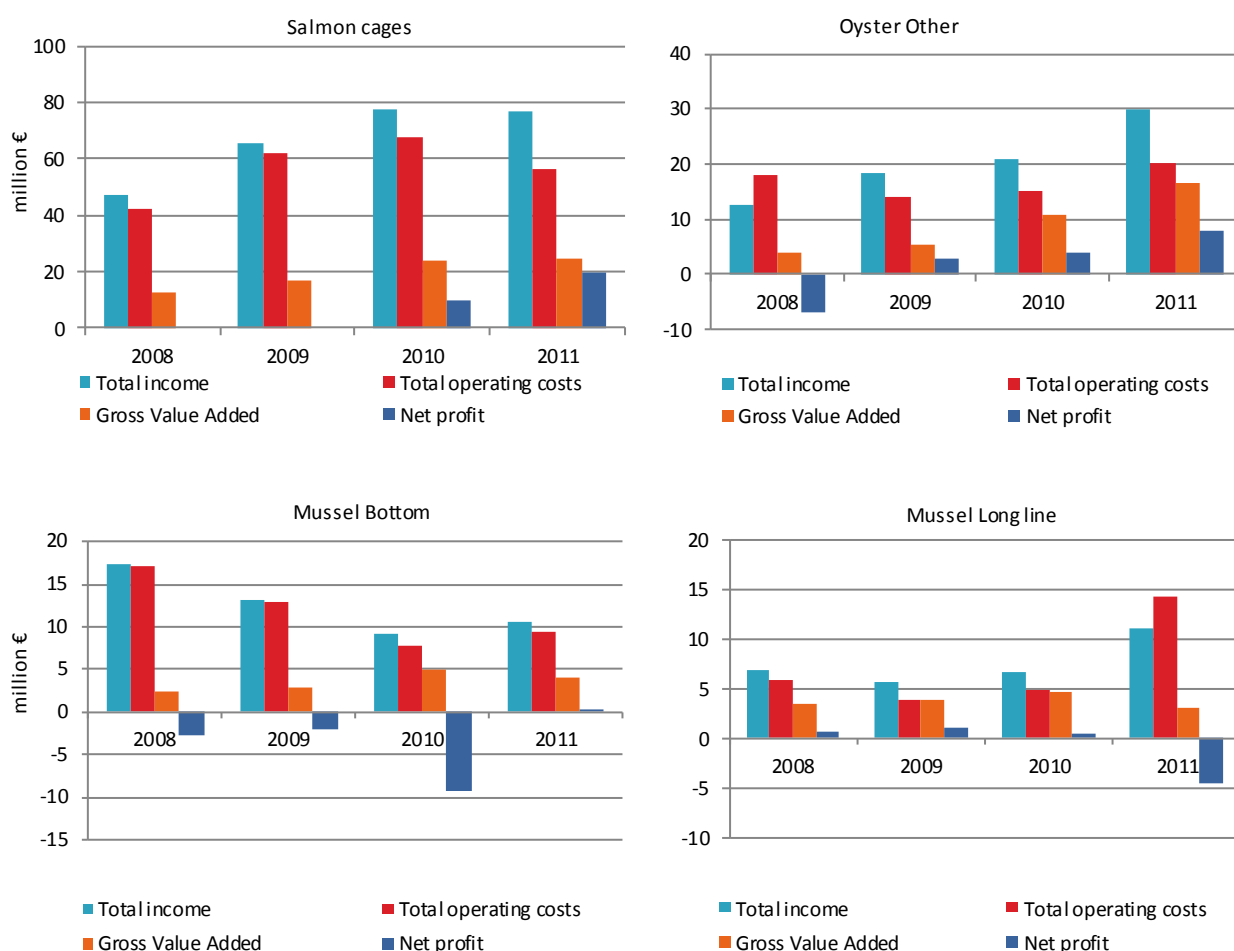 Salmon cages
100
80
60
40
20
0
million €
2008 2009 2010 2011
Total income Total operating costs
Gross Value Added Net profit
Oyster Other
40
30
20
10
0
-10
2008 2009 2010 2011
Total income Total operating costs
Gross Value Added Net profit
Mussel Bottom
20
15
10
5
0
-5
-10
-15
million €
2008 2009 2010 2011
Total income Total operating costs
Gross Value Added Net profit
Mussel Long line
20
15
10
5
0
-5
-10
2008 2009 2010 2011
Total income Total operating costs
Gross Value Added Net profit